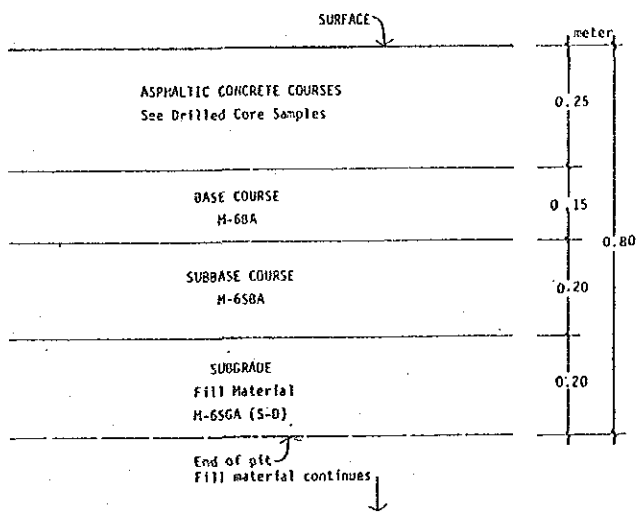 SURFACE
meter
ASPHALTIC CONCRETE COURSES
See Drilled Core Samples
0.25
BASE COURSE
M-6BA
0.15
0.80
SUBBASE COURSE
M-6SBA
0.20
SUBGRADE
Fill Material
M-6SGA (S-D)
0.20
End of pit
Fill material continues